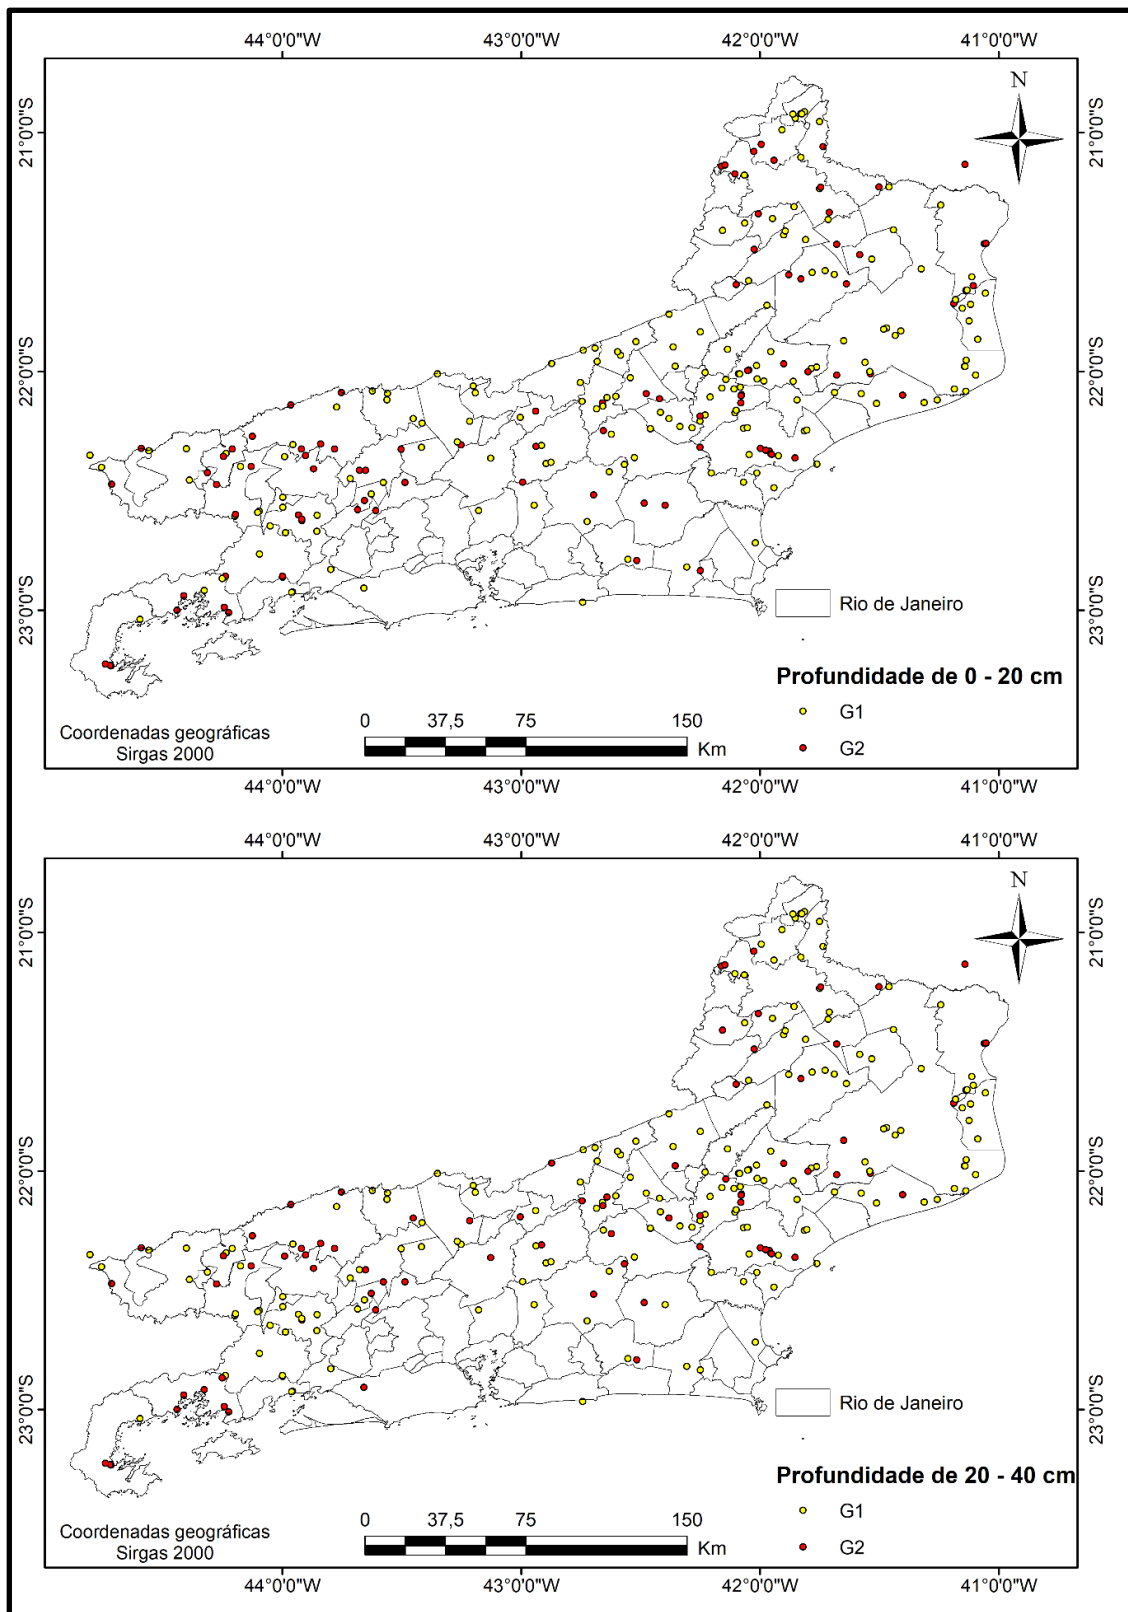 44°0'0"W 43°0'0"W 42°0'0"W 41°0'0"W
N
21°0'0"S 21°0'0"S
22°0'0"S 22°0'0"S
23°0'0"S 23°0'0"S
Rio de Janeiro
Profundidade de 0 - 20 cm
G1
G2
0 37,5 75 150
Km
Coordenadas geográficas
Sirgas 2000
44°0'0"W 43°0'0"W 42°0'0"W 41°0'0"W
44°0'0"W 43°0'0"W 42°0'0"W 41°0'0"W
N
21°0'0"S 21°0'0"S
22°0'0"S 22°0'0"S
23°0'0"S 23°0'0"S
Rio de Janeiro
Profundidade de 20 - 40 cm
G1
G2
0 37,5 75 150
Km
Coordenadas geográficas
Sirgas 2000
44°0'0"W 43°0'0"W 42°0'0"W 41°0'0"W